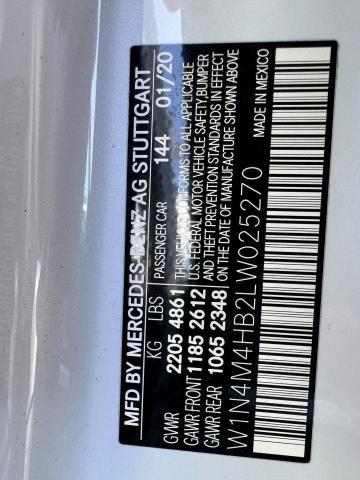 MFD BY MERCEDES-BENZ AG STUTTGART
KG LBS PASSENGER CAR 144 01/20
GVWR 2205 4861 THIS VEHICLE CONFORMS TO ALL APPLICABLE
GAWR FRONT 1185 2612 U.S. FEDERAL MOTOR VEHICLE SAFETY, BUMPER
GAWR REAR 1065 2348 AND THEFT PREVENTION STANDARDS IN EFFECT
ON THE DATE OF MANUFACTURE SHOWN ABOVE
W1N4M4HB2LW025270 MADE IN MEXICO